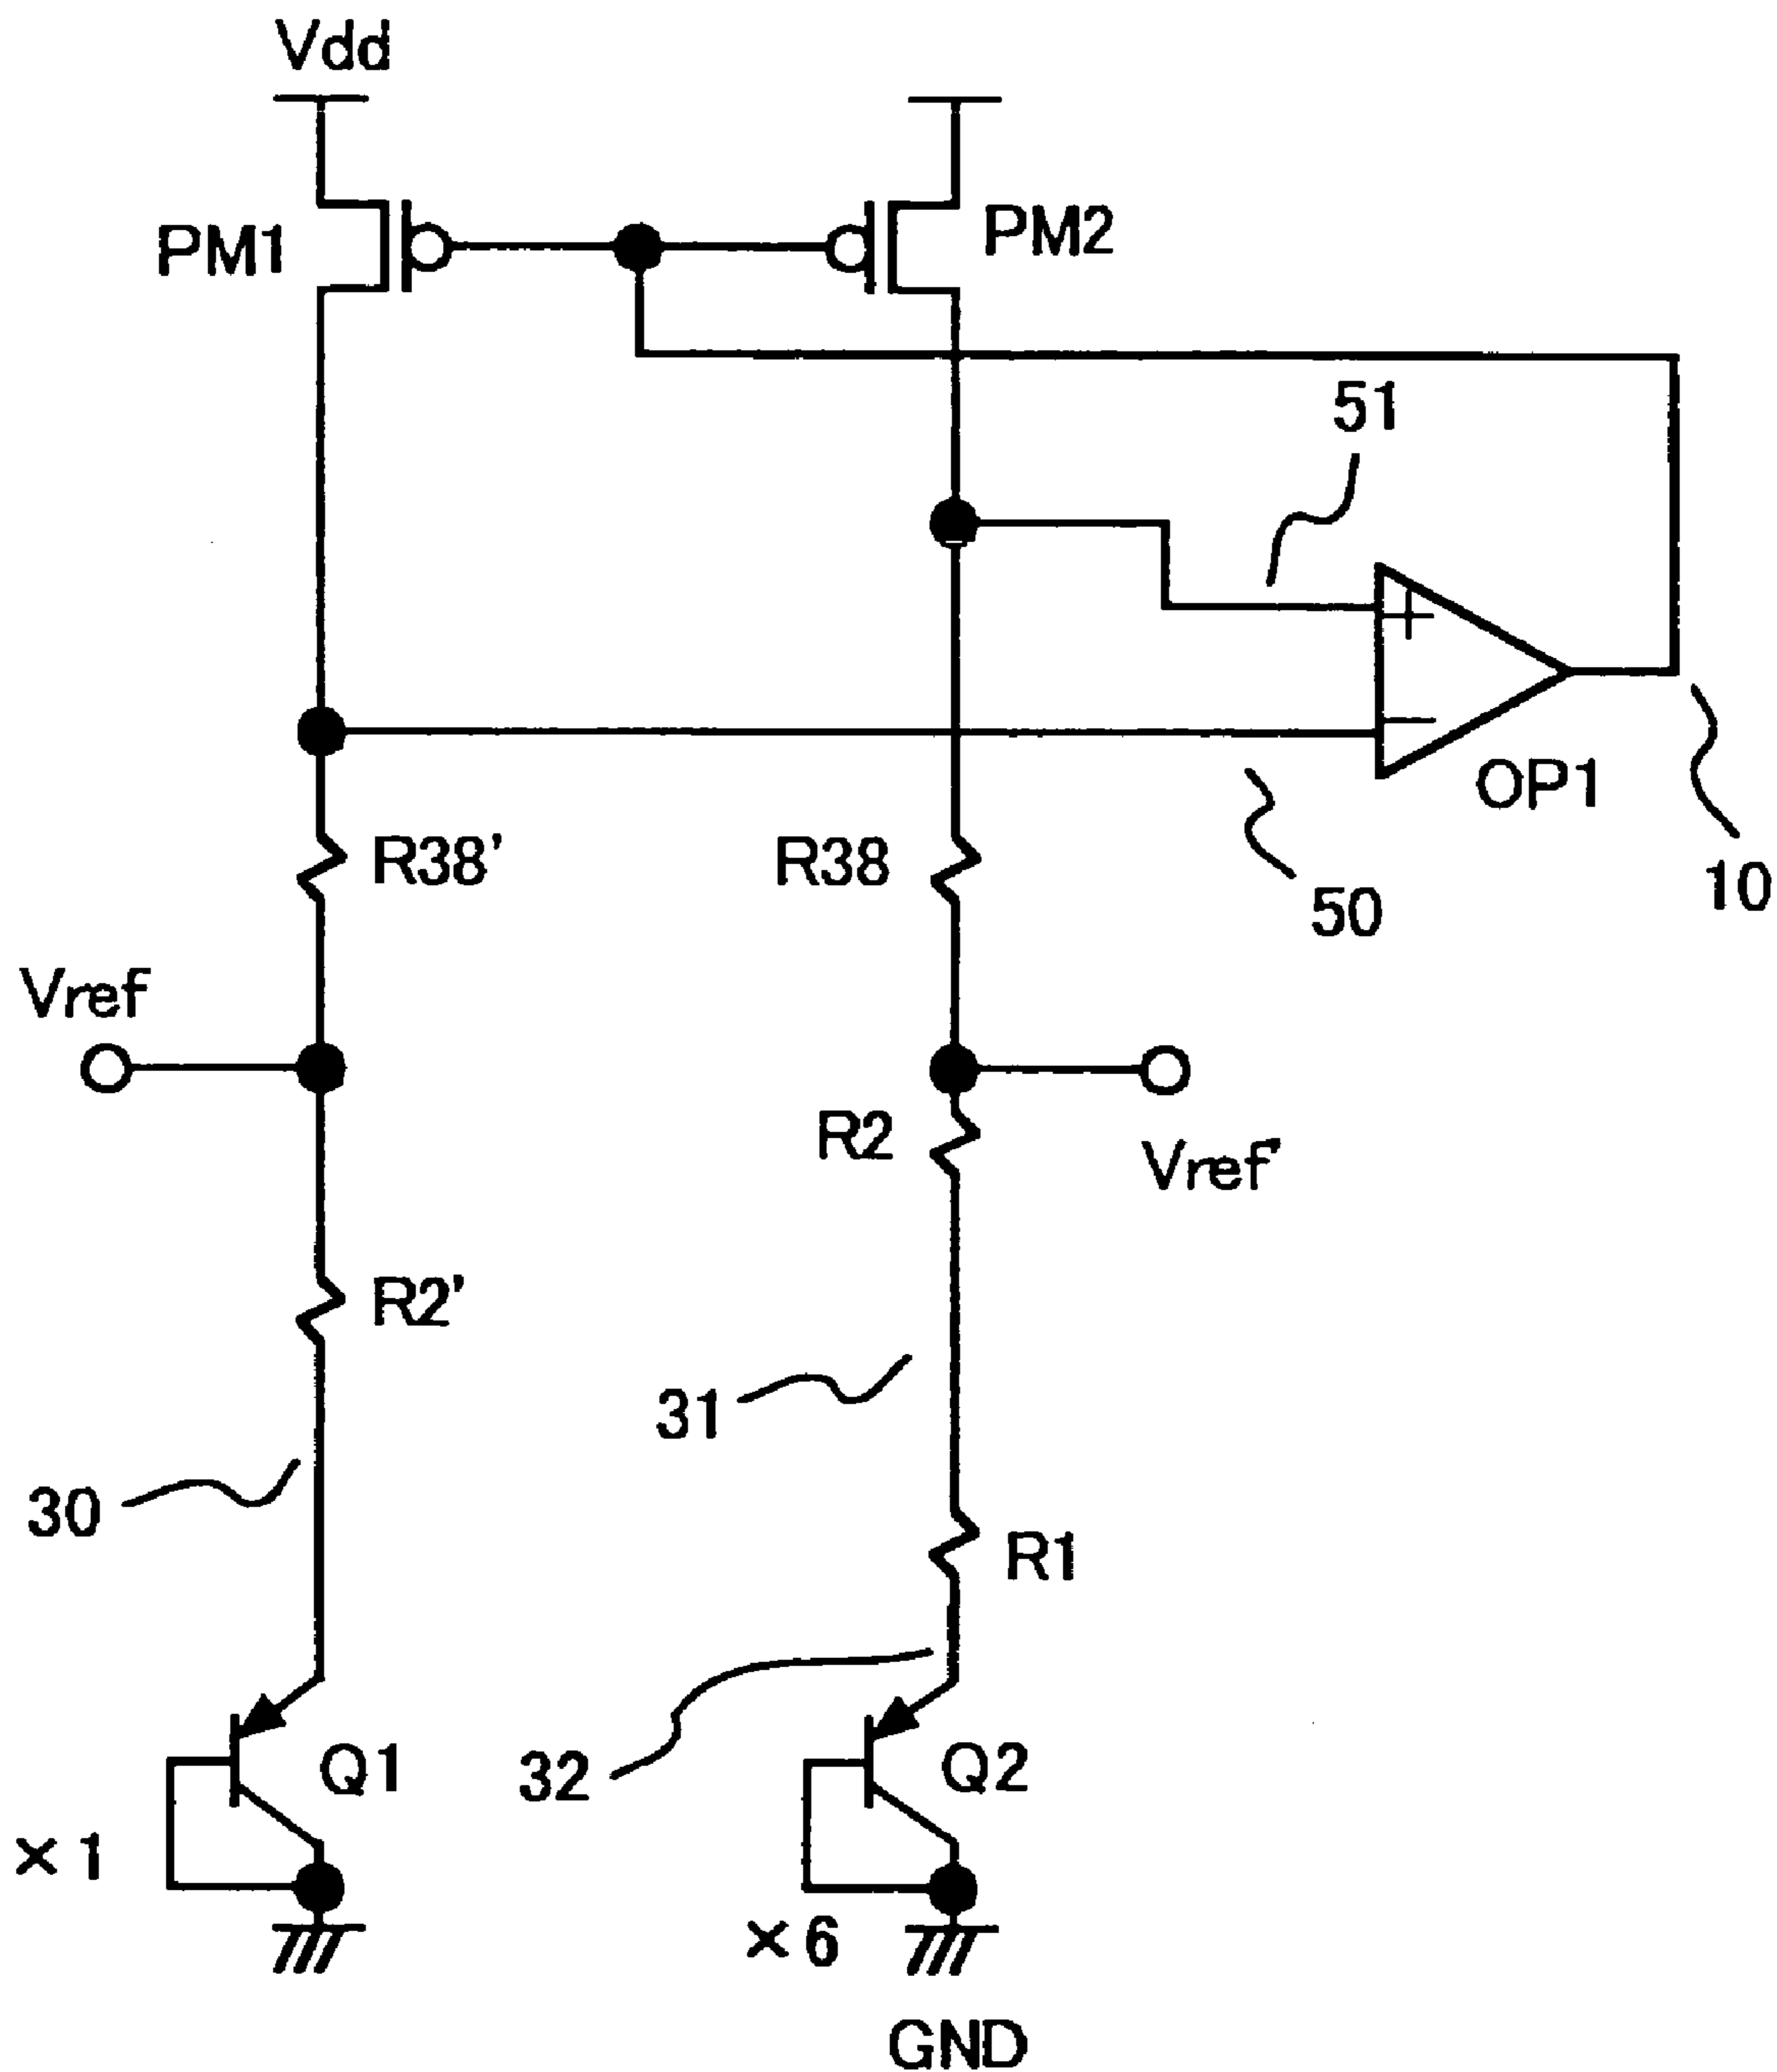 Vdd
PM1
PM2
51
OP1
10
50
R38'
R38
Vref
R2
Vref'
R2'
31
30
R1
32
Q1
Q2
×1
×6
GND